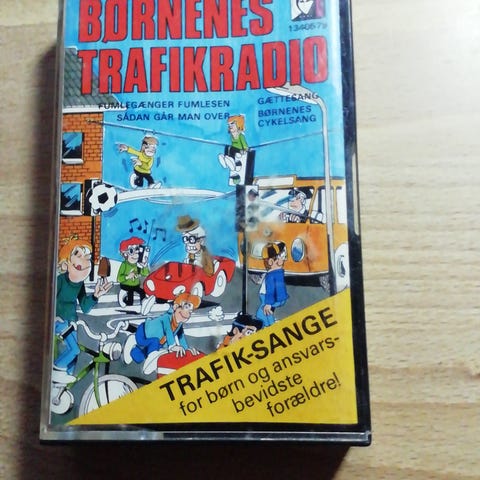 BØRNENES
1340579
TRAFIKRADIO
FUMLEGÆNGER FUMLESEN
SÅDAN GÅR MAN OVER
GÆTTESANG
BØRNENES
CYKELSANG
TRAFIK-SANGE
for børn og ansvars-
bevidste
forældre!